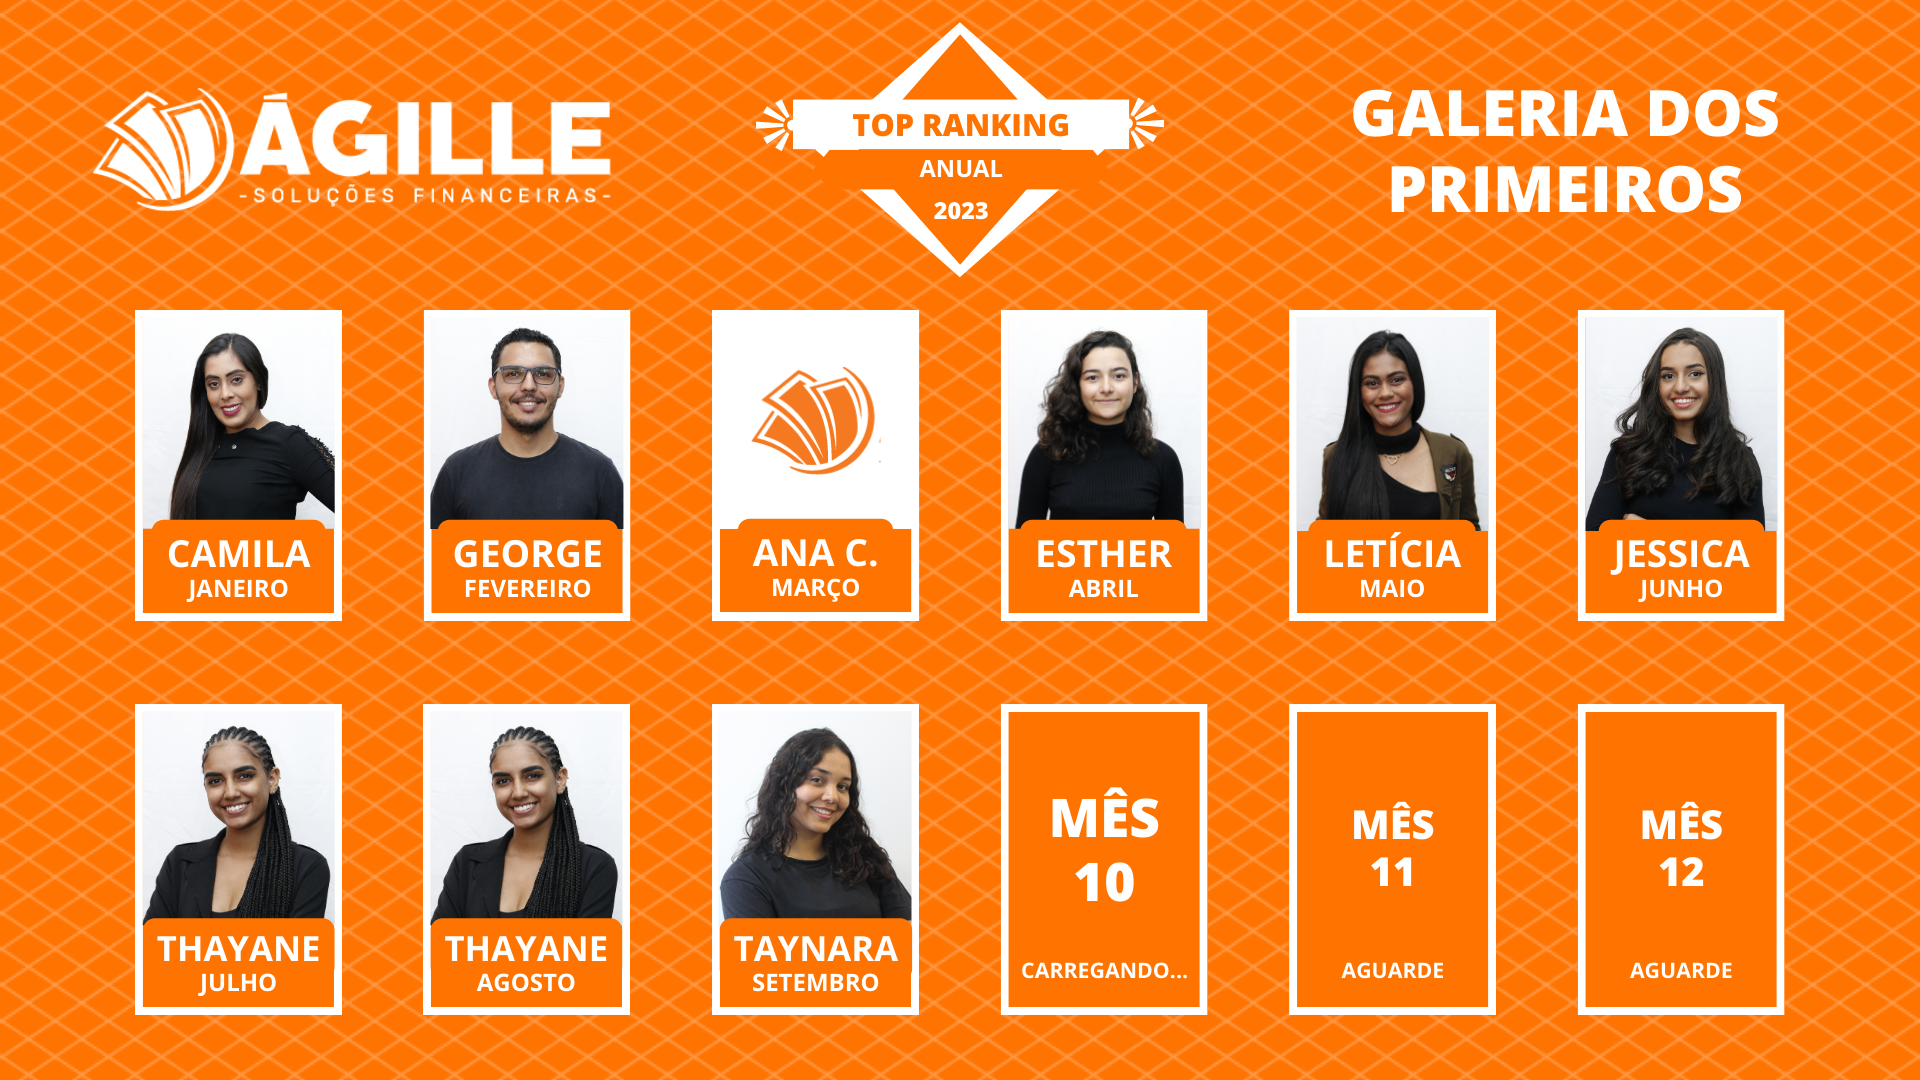 ÁGILLE
-SOLUÇÕES FINANCEIRAS-
TOP RANKING
ANUAL
2023
GALERIA DOS
PRIMEIROS
CAMILA
JANEIRO
GEORGE
FEVEREIRO
ANA C.
MARÇO
ESTHER
ABRIL
LETÍCIA
MAIO
JESSICA
JUNHO
THAYANE
JULHO
THAYANE
AGOSTO
TAYNARA
SETEMBRO
MÊS
10
CARREGANDO...
MÊS
11
AGUARDE
MÊS
12
AGUARDE